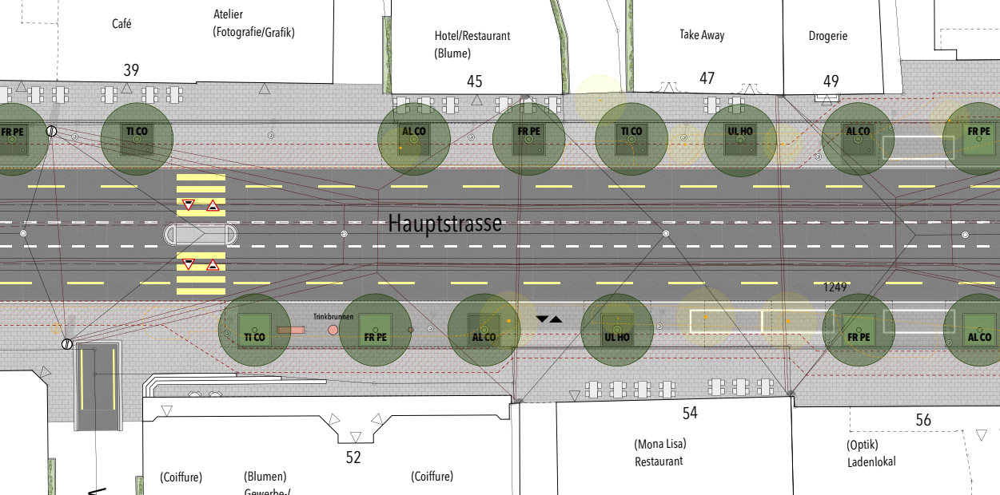 Café
Atelier
(Fotografie/Grafik)
Hotel/Restaurant
(Blume)
Take Away
Drogerie
39
45
47
49
FR PE
TI CO
AL CO
FR PE
TI CO
UL HO
AL CO
FR PE
Hauptstrasse
1249
Trinkbrunnen
TI CO
FR PE
AL CO
UL HO
FR PE
AL CO
54
56
52
(Mona Lisa)
Restaurant
(Optik)
Ladenlokal
(Coiffure)
(Blumen)
Gewerbe-/
(Coiffure)